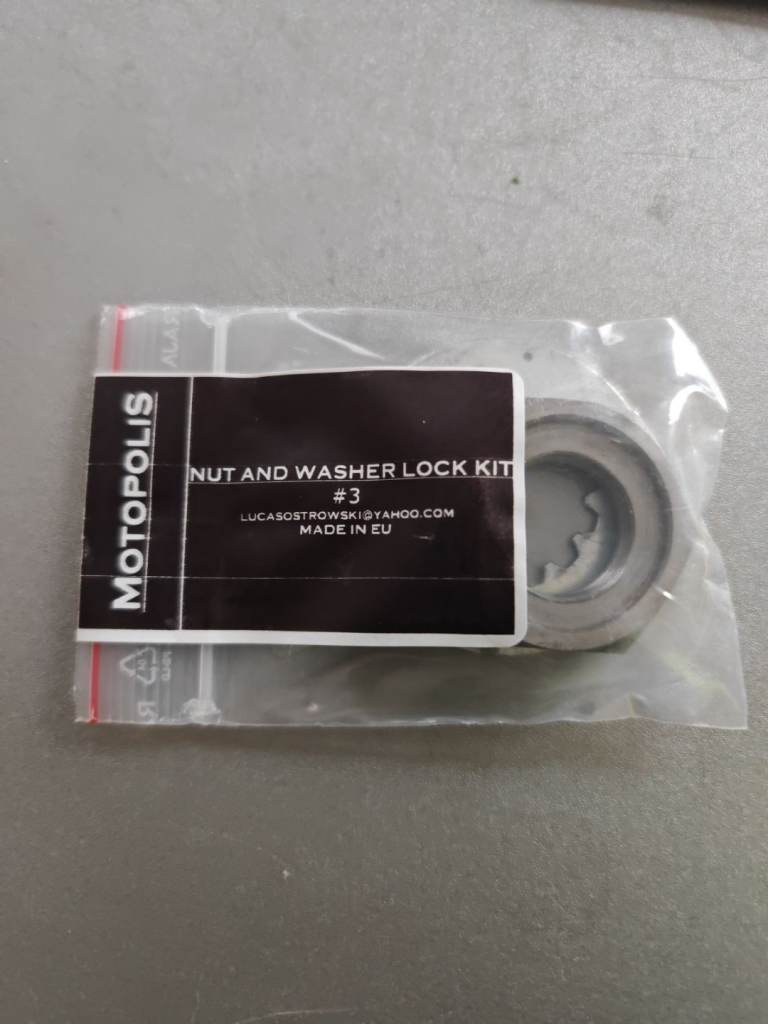 MOTOPOLIS
NUT AND WASHER LOCK KIT
#3
LUCASOSTROWSKI@YAHOO.COM
MADE IN EU